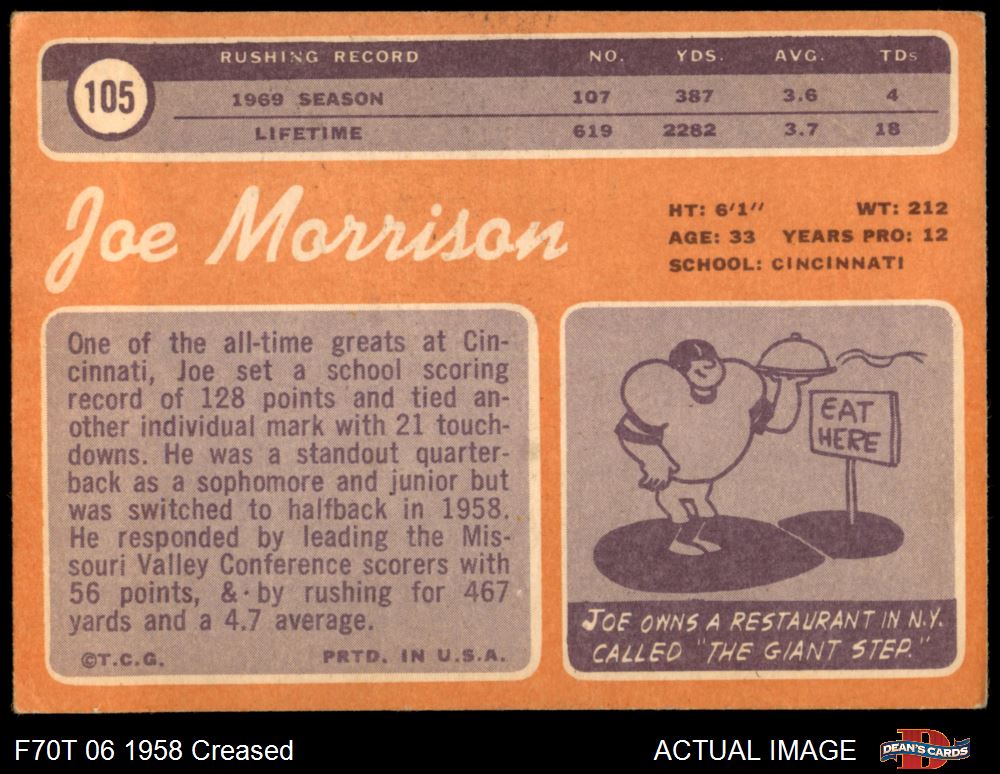 RUSHING RECORD NO. YDS. AVG. TDs
105
1969 SEASON 107 387 3.6 4
LIFETIME 619 2282 3.7 18
Joe Morrison
HT: 6'1" WT: 212
AGE: 33 YEARS PRO: 12
SCHOOL: CINCINNATI
One of the all-time greats at Cin-
cinnati, Joe set a school scoring
record of 128 points and tied an-
other individual mark with 21 touch-
downs. He was a standout quarter-
back as a sophomore and junior but
was switched to halfback in 1958.
He responded by leading the Mis-
souri Valley Conference scorers with
56 points, & by rushing for 467
yards and a 4.7 average.
©T.C.G. PRTD. IN U.S.A.
EAT
HERE
JOE OWNS A RESTAURANT IN N.Y.
CALLED "THE GIANT STEP."
F70T 06 1958 Creased ACTUAL IMAGE
DEAN'S CARDS